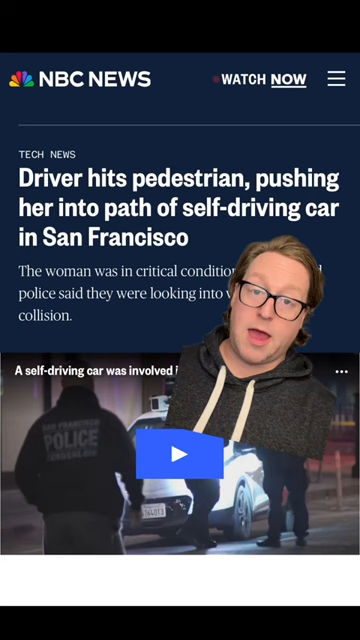 NBC NEWS
WATCH NOW
TECH NEWS
Driver hits pedestrian, pushing
her into path of self-driving car
in San Francisco
The woman was in critical condition
police said they were looking into
collision.
A self-driving car was involved
SAN FRANCISCO
POLICE